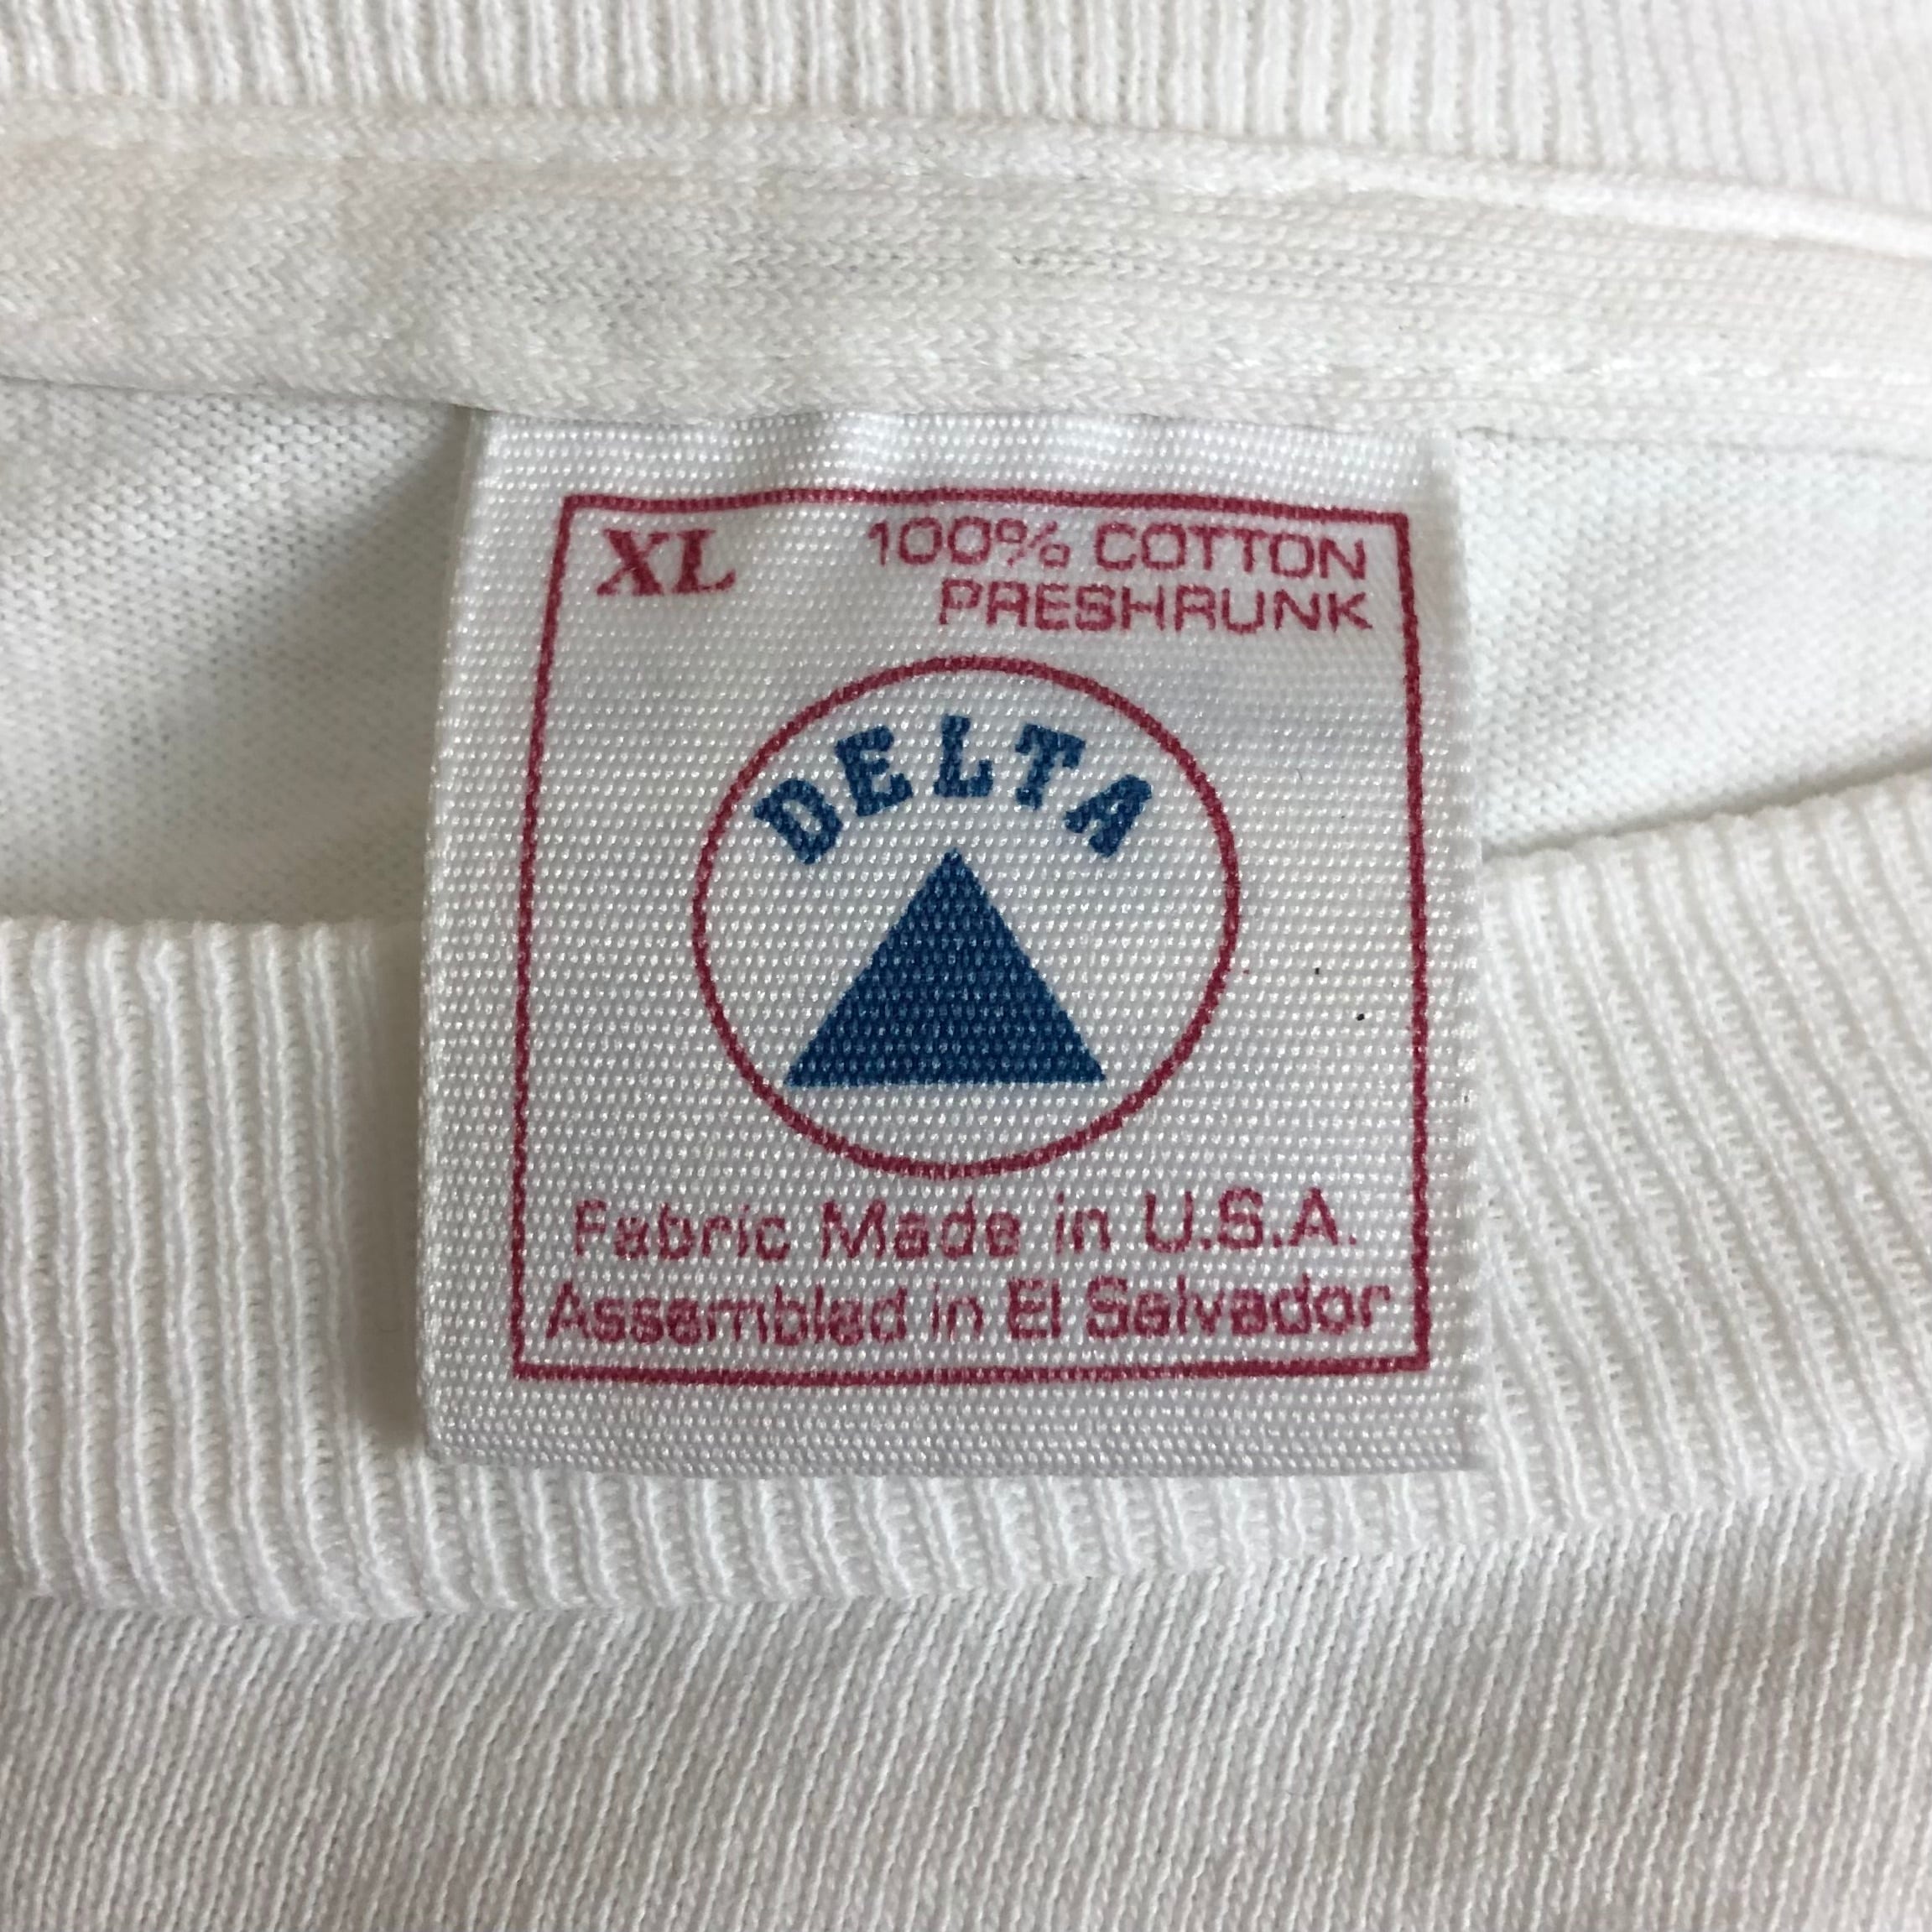 XL
100% COTTON
PRESHRUNK
DELTA
Fabric Made in U.S.A.
Assembled in El Salvador